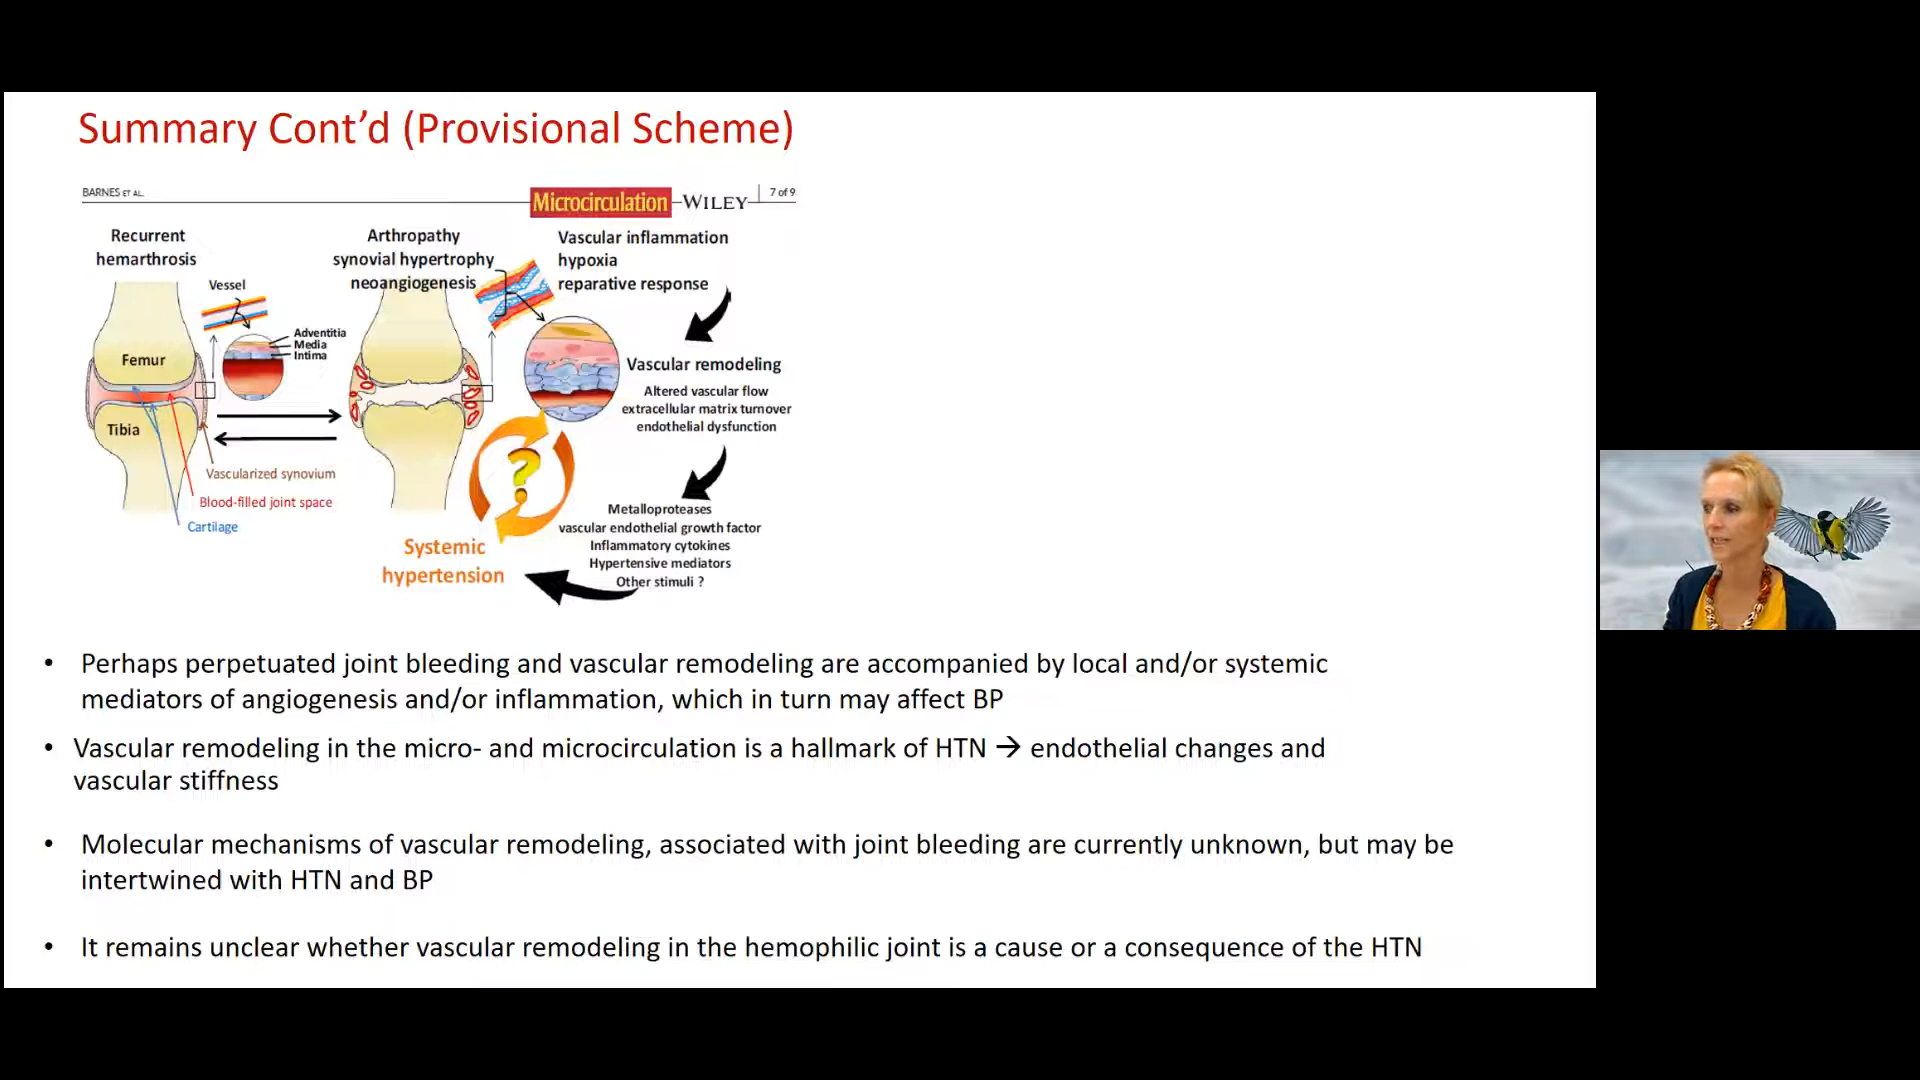 Summary Cont’d (Provisional Scheme)
BARNES ET AL.
Microcirculation WILEY 7 of 9
Recurrent
hemarthrosis
Vessel
Adventitia
Media
Intima
Femur
Tibia
Vascularized synovium
Blood-filled joint space
Cartilage
Arthropathy
synovial hypertrophy
neoangiogenesis
Vascular inflammation
hypoxia
reparative response
Vascular remodeling
Altered vascular flow
extracellular matrix turnover
endothelial dysfunction
?
Metalloproteases
vascular endothelial growth factor
Inflammatory cytokines
Hypertensive mediators
Other stimuli ?
Systemic
hypertension
• Perhaps perpetuated joint bleeding and vascular remodeling are accompanied by local and/or systemic
mediators of angiogenesis and/or inflammation, which in turn may affect BP
• Vascular remodeling in the micro- and microcirculation is a hallmark of HTN → endothelial changes and
vascular stiffness
• Molecular mechanisms of vascular remodeling, associated with joint bleeding are currently unknown, but may be
intertwined with HTN and BP
• It remains unclear whether vascular remodeling in the hemophilic joint is a cause or a consequence of the HTN